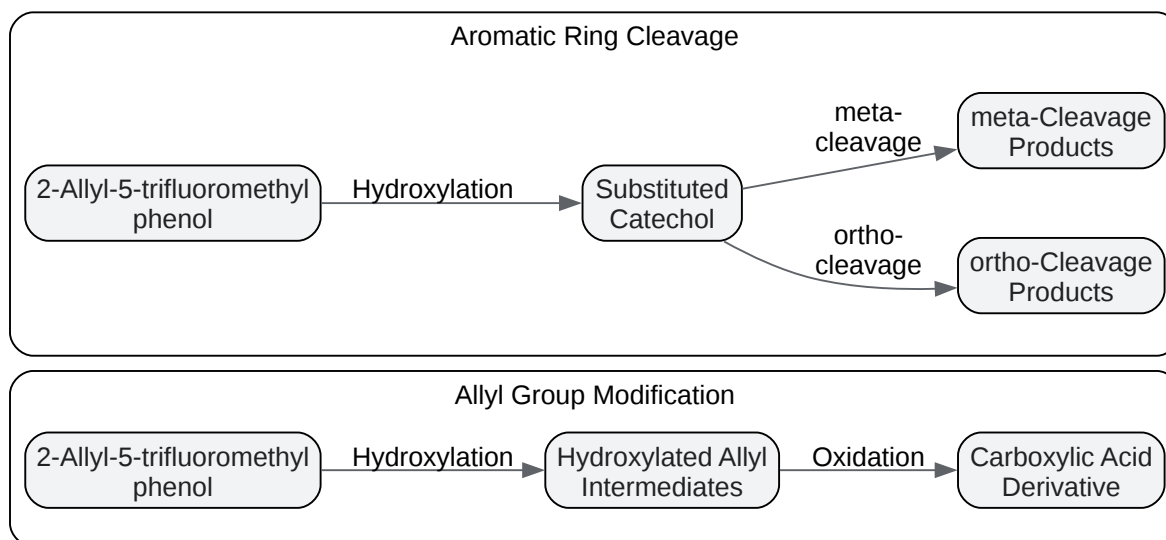 Aromatic Ring Cleavage
2-Allyl-5-trifluoromethyl
phenol
Hydroxylation
Substituted
Catechol
meta-
cleavage
meta-Cleavage
Products
ortho-
cleavage
ortho-Cleavage
Products
Allyl Group Modification
2-Allyl-5-trifluoromethyl
phenol
Hydroxylation
Hydroxylated Allyl
Intermediates
Oxidation
Carboxylic Acid
Derivative